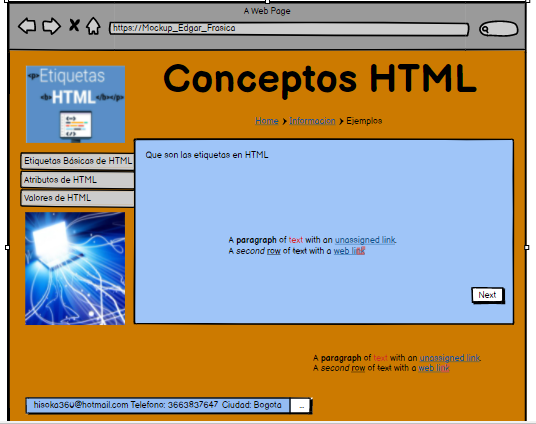 A Web Page
https://Mockup_Edgar_Frasica
<p>Etiquetas
<b>HTML</b></p>
Conceptos HTML
Home > Informacion > Ejemplos
Etiquetas Básicas de HTML
Atributos de HTML
Valores de HTML
Que son las etiquetas en HTML
A paragraph of text with an unassigned link.
A second row of text with a web link
Next
A paragraph of text with an unassigned link.
A second row of text with a web link
hisoka360@hotmail.com Telefono: 3663837647 Ciudad: Bogota ...